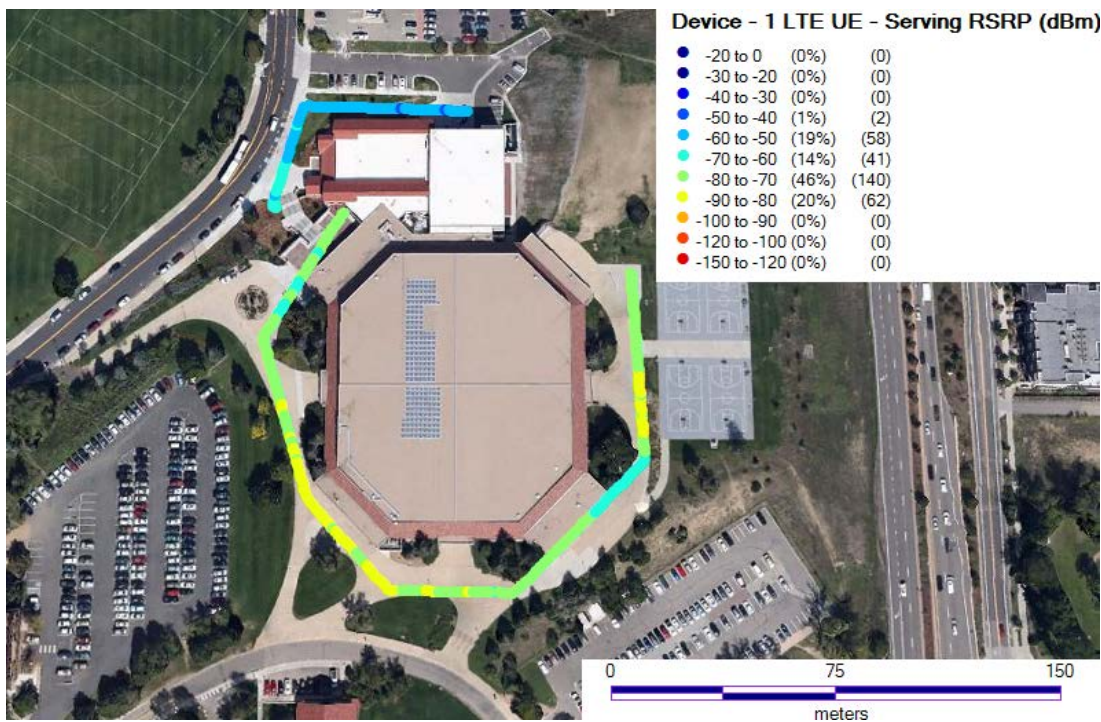 Device - 1 LTE UE - Serving RSRP (dBm)
-20 to 0 (0%) (0)
-30 to -20 (0%) (0)
-40 to -30 (0%) (0)
-50 to -40 (1%) (2)
-60 to -50 (19%) (58)
-70 to -60 (14%) (41)
-80 to -70 (46%) (140)
-90 to -80 (20%) (62)
-100 to -90 (0%) (0)
-120 to -100 (0%) (0)
-150 to -120 (0%) (0)
0 75 150
meters